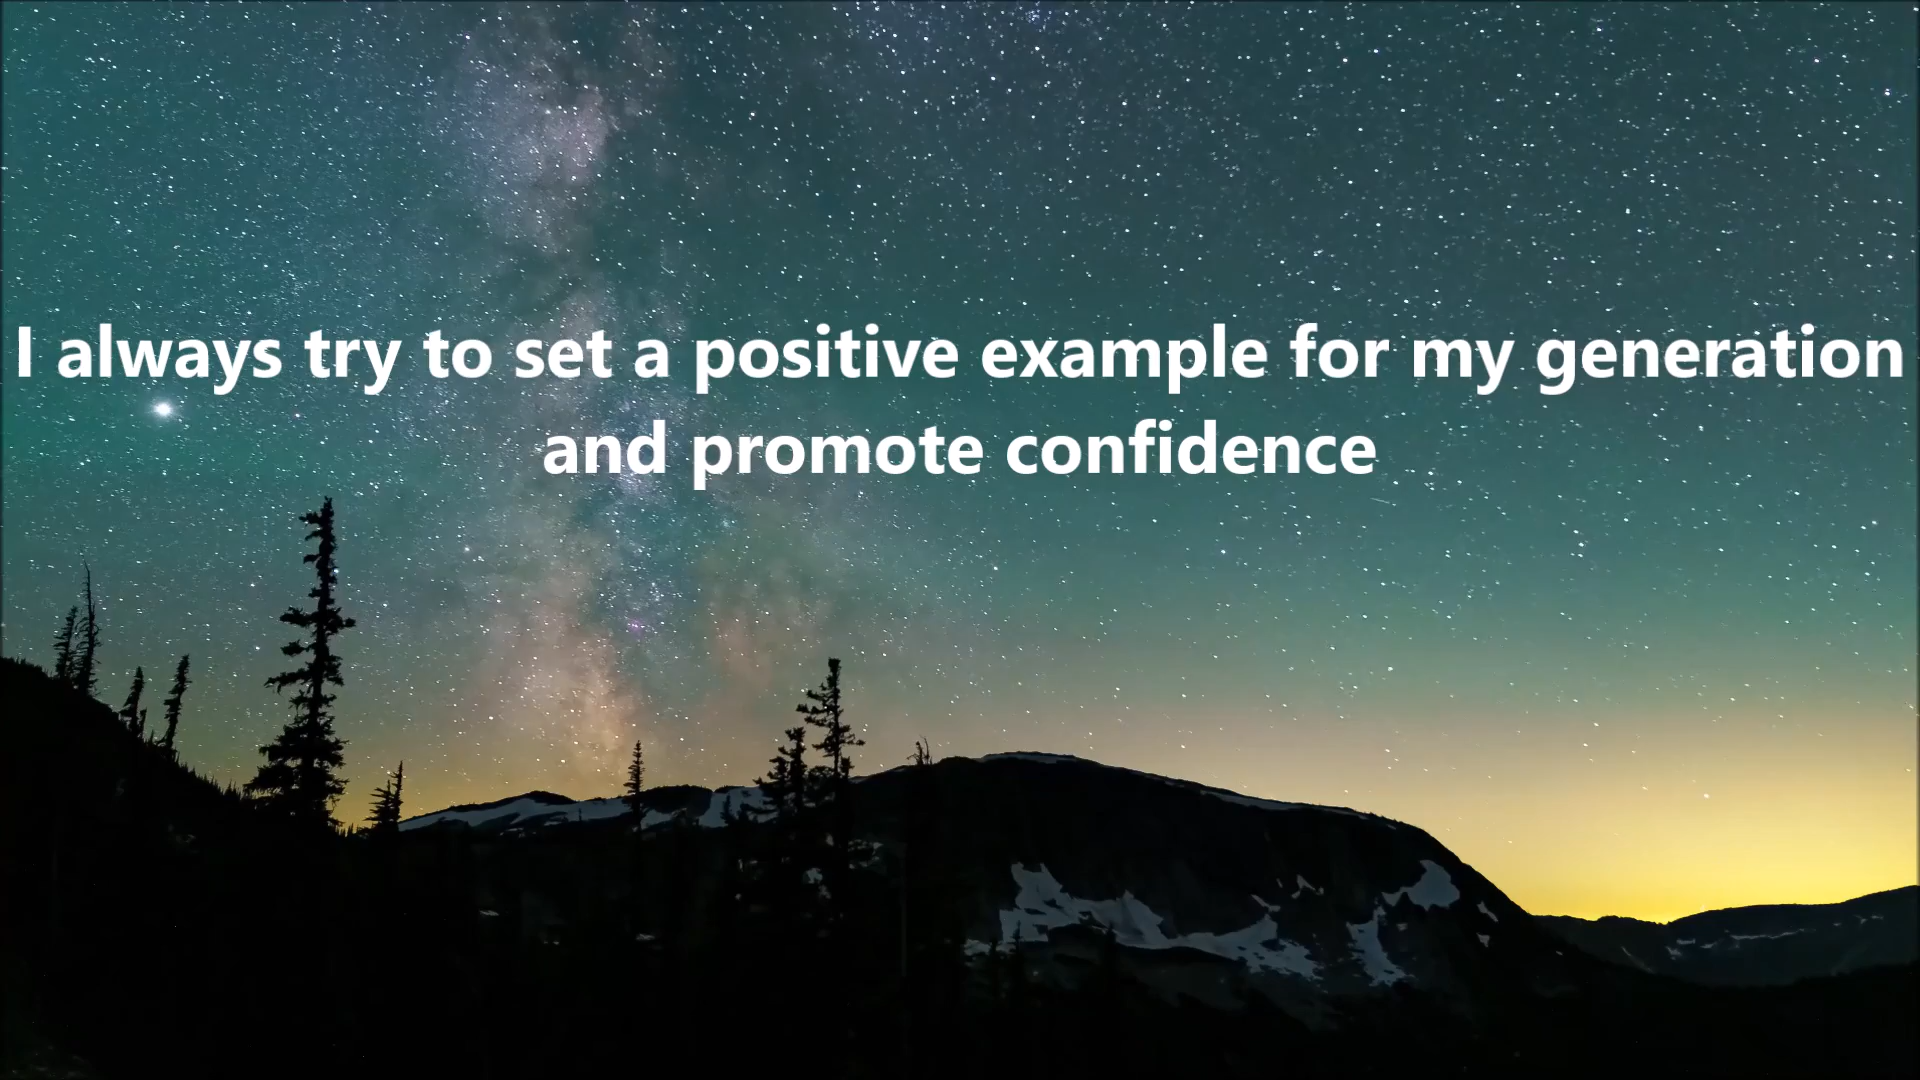 I always try to set a positive example for my generation
and promote confidence